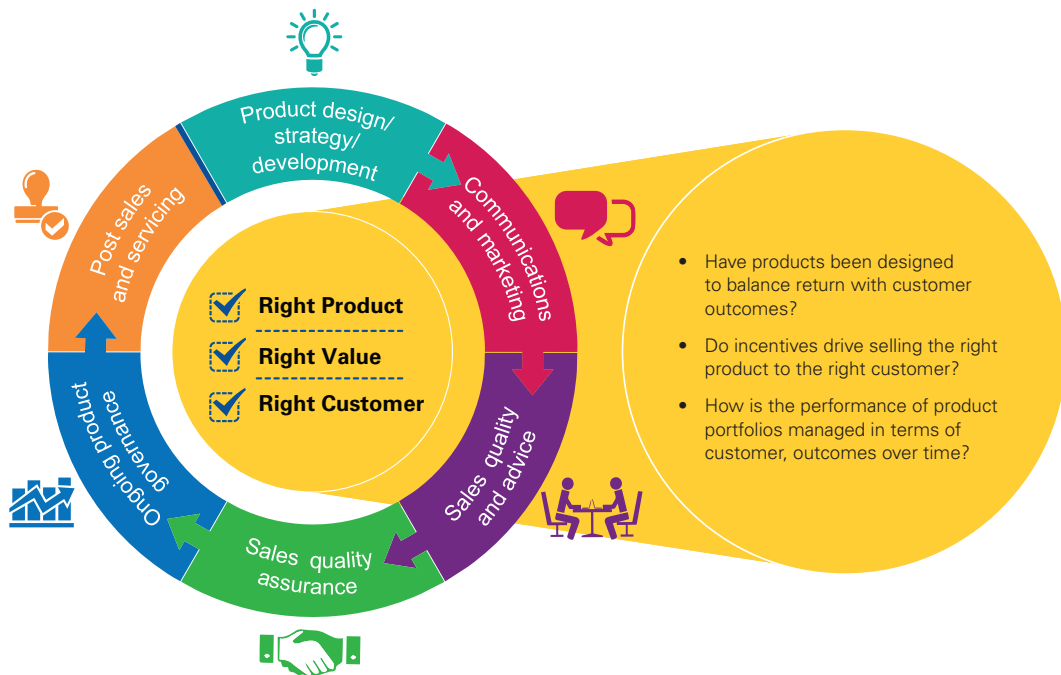 Product design/
strategy/
development
Communications
and marketing
Sales quality
and advice
Sales quality
assurance
Ongoing product
governance
Post sales
and servicing
Right Product
Right Value
Right Customer
• Have products been designed
to balance return with customer
outcomes?
• Do incentives drive selling the right
product to the right customer?
• How is the performance of product
portfolios managed in terms of
customer, outcomes over time?